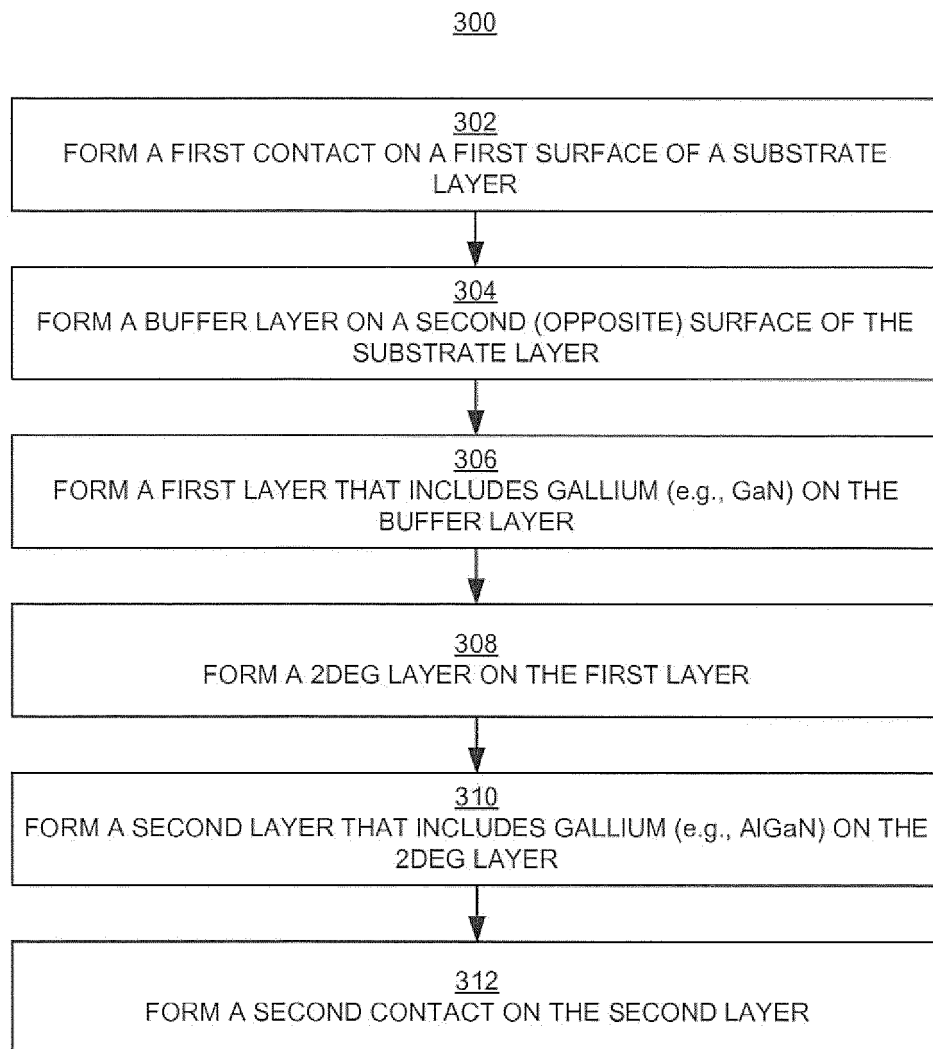 300
302
FORM A FIRST CONTACT ON A FIRST SURFACE OF A SUBSTRATE
LAYER
304
FORM A BUFFER LAYER ON A SECOND (OPPOSITE) SURFACE OF THE
SUBSTRATE LAYER
306
FORM A FIRST LAYER THAT INCLUDES GALLIUM (e.g., GaN) ON THE
BUFFER LAYER
308
FORM A 2DEG LAYER ON THE FIRST LAYER
310
FORM A SECOND LAYER THAT INCLUDES GALLIUM (e.g., AlGaN) ON THE
2DEG LAYER
312
FORM A SECOND CONTACT ON THE SECOND LAYER